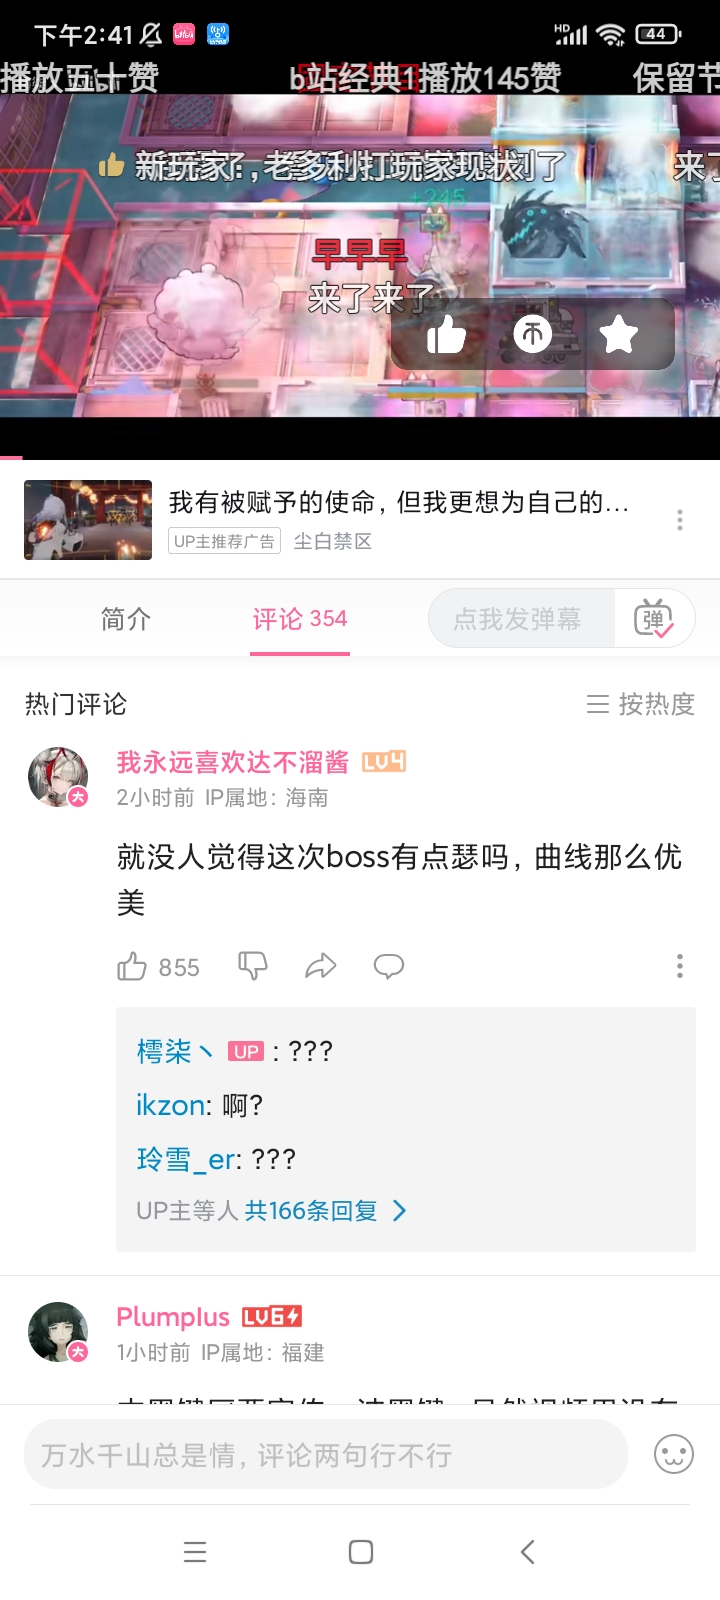 下午2:41
HD
44
播放五十赞
b站经典1播放145赞
保留节
新玩家?,老多利打玩家现状
来了
+245
早早早
来了来了
我有被赋予的使命，但我更想为自己的...
UP主推荐广告 尘白禁区
简介
评论 354
点我发弹幕
弹
热门评论
按热度
我永远喜欢达不溜酱 LV4
2小时前 IP属地：海南
就没人觉得这次boss有点瑟吗，曲线那么优
美
855
樗柒丶 UP : ???
ikzon: 啊?
玲雪_er: ???
UP主等人 共166条回复
PlumpIus LV6
1小时前 IP属地：福建
万水千山总是情，评论两句行不行